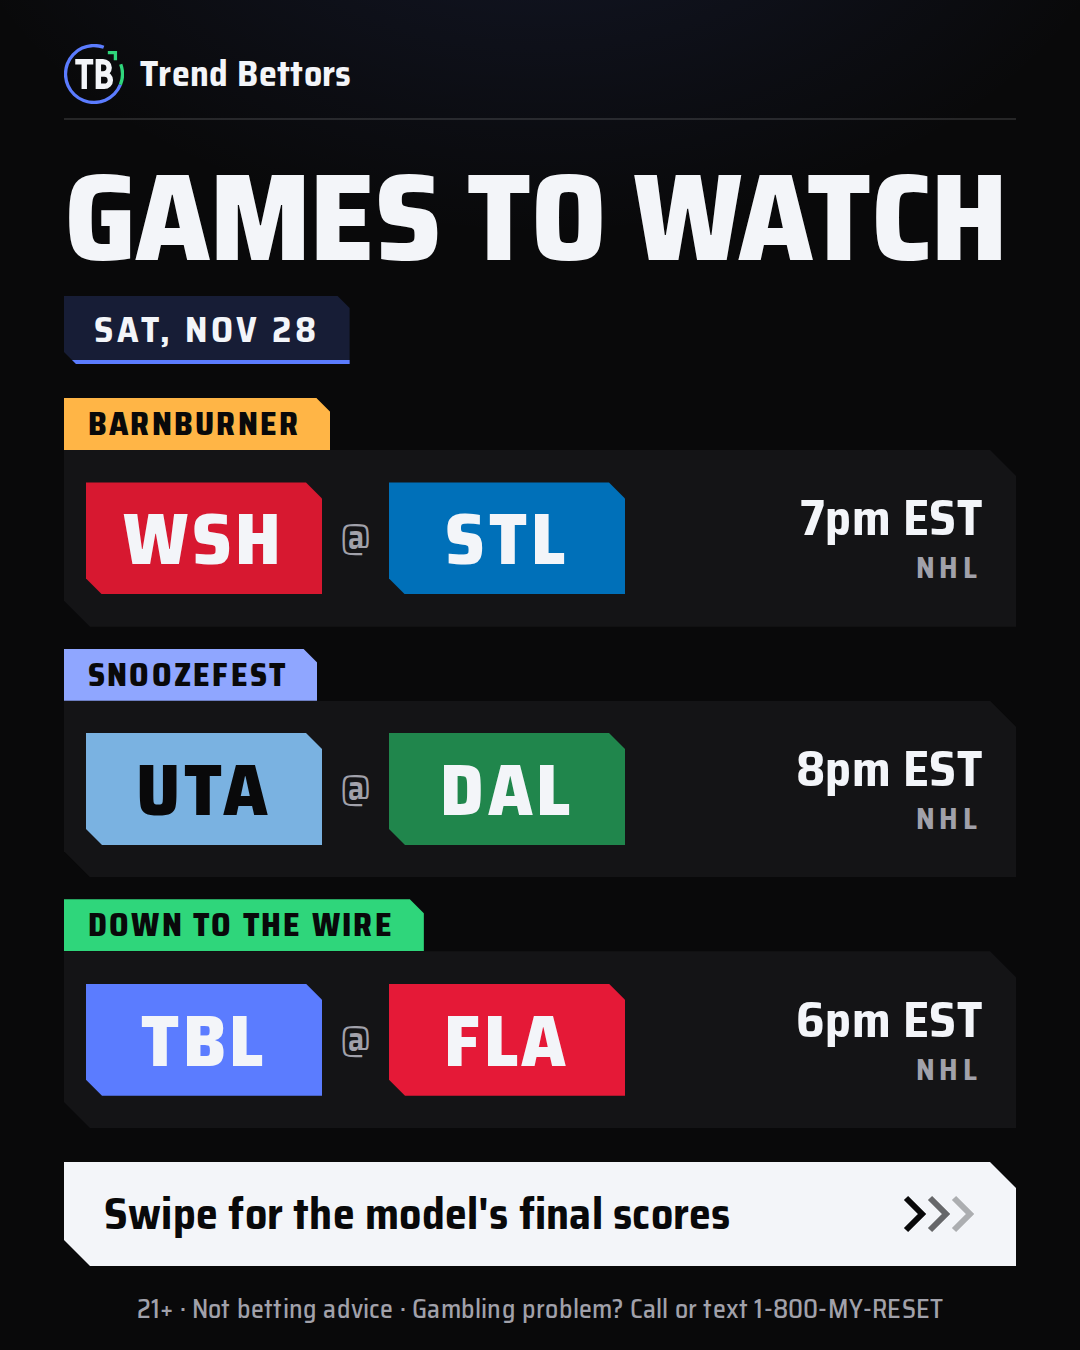 TB Trend Bettors
GAMES TO WATCH
SAT, NOV 28
BARNBURNER
WSH @ STL 7pm EST
NHL
SNOOZEFEST
UTA @ DAL 8pm EST
NHL
DOWN TO THE WIRE
TBL @ FLA 6pm EST
NHL
Swipe for the model's final scores
21+ · Not betting advice · Gambling problem? Call or text 1-800-MY-RESET